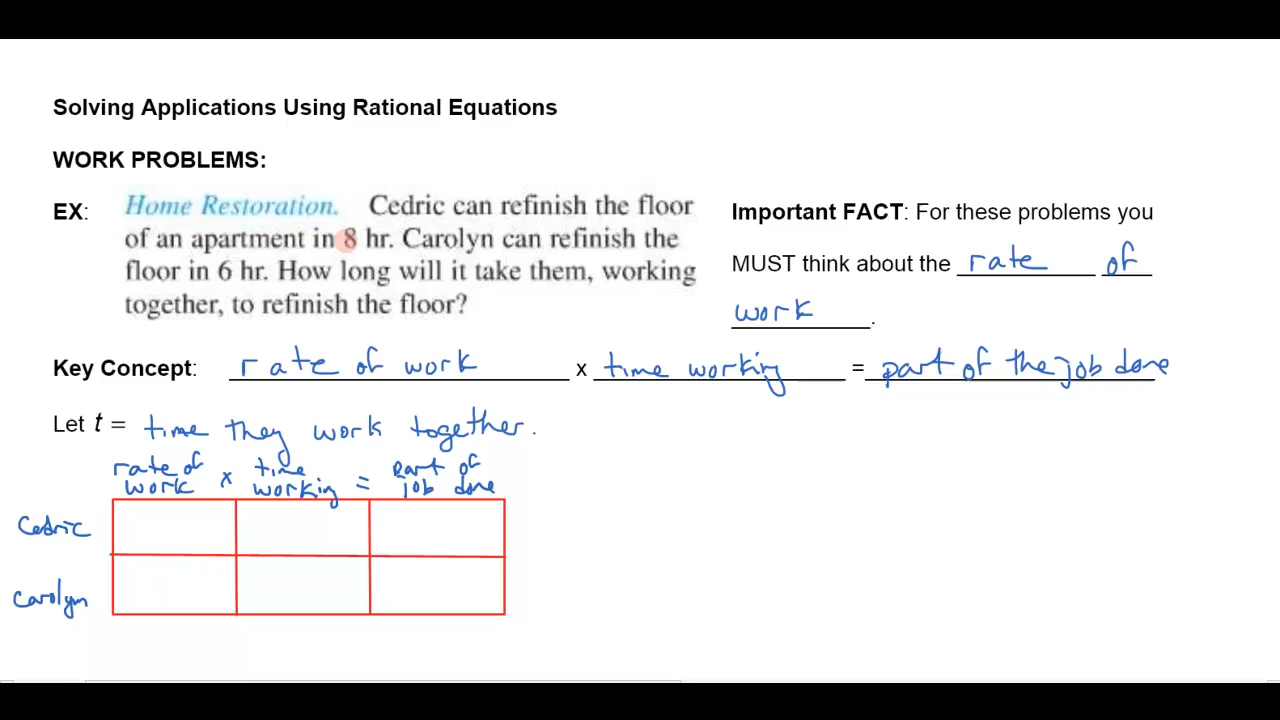 Solving Applications Using Rational Equations
WORK PROBLEMS:
EX:
Home Restoration. Cedric can refinish the floor
of an apartment in 8 hr. Carolyn can refinish the
floor in 6 hr. How long will it take them, working
together, to refinish the floor?
Important FACT: For these problems you
MUST think about the rate of
work.
Key Concept: rate of work x time working = part of the job done
Let t = time they work together.
rate of work x time working = part of job done
Cedric
Carolyn